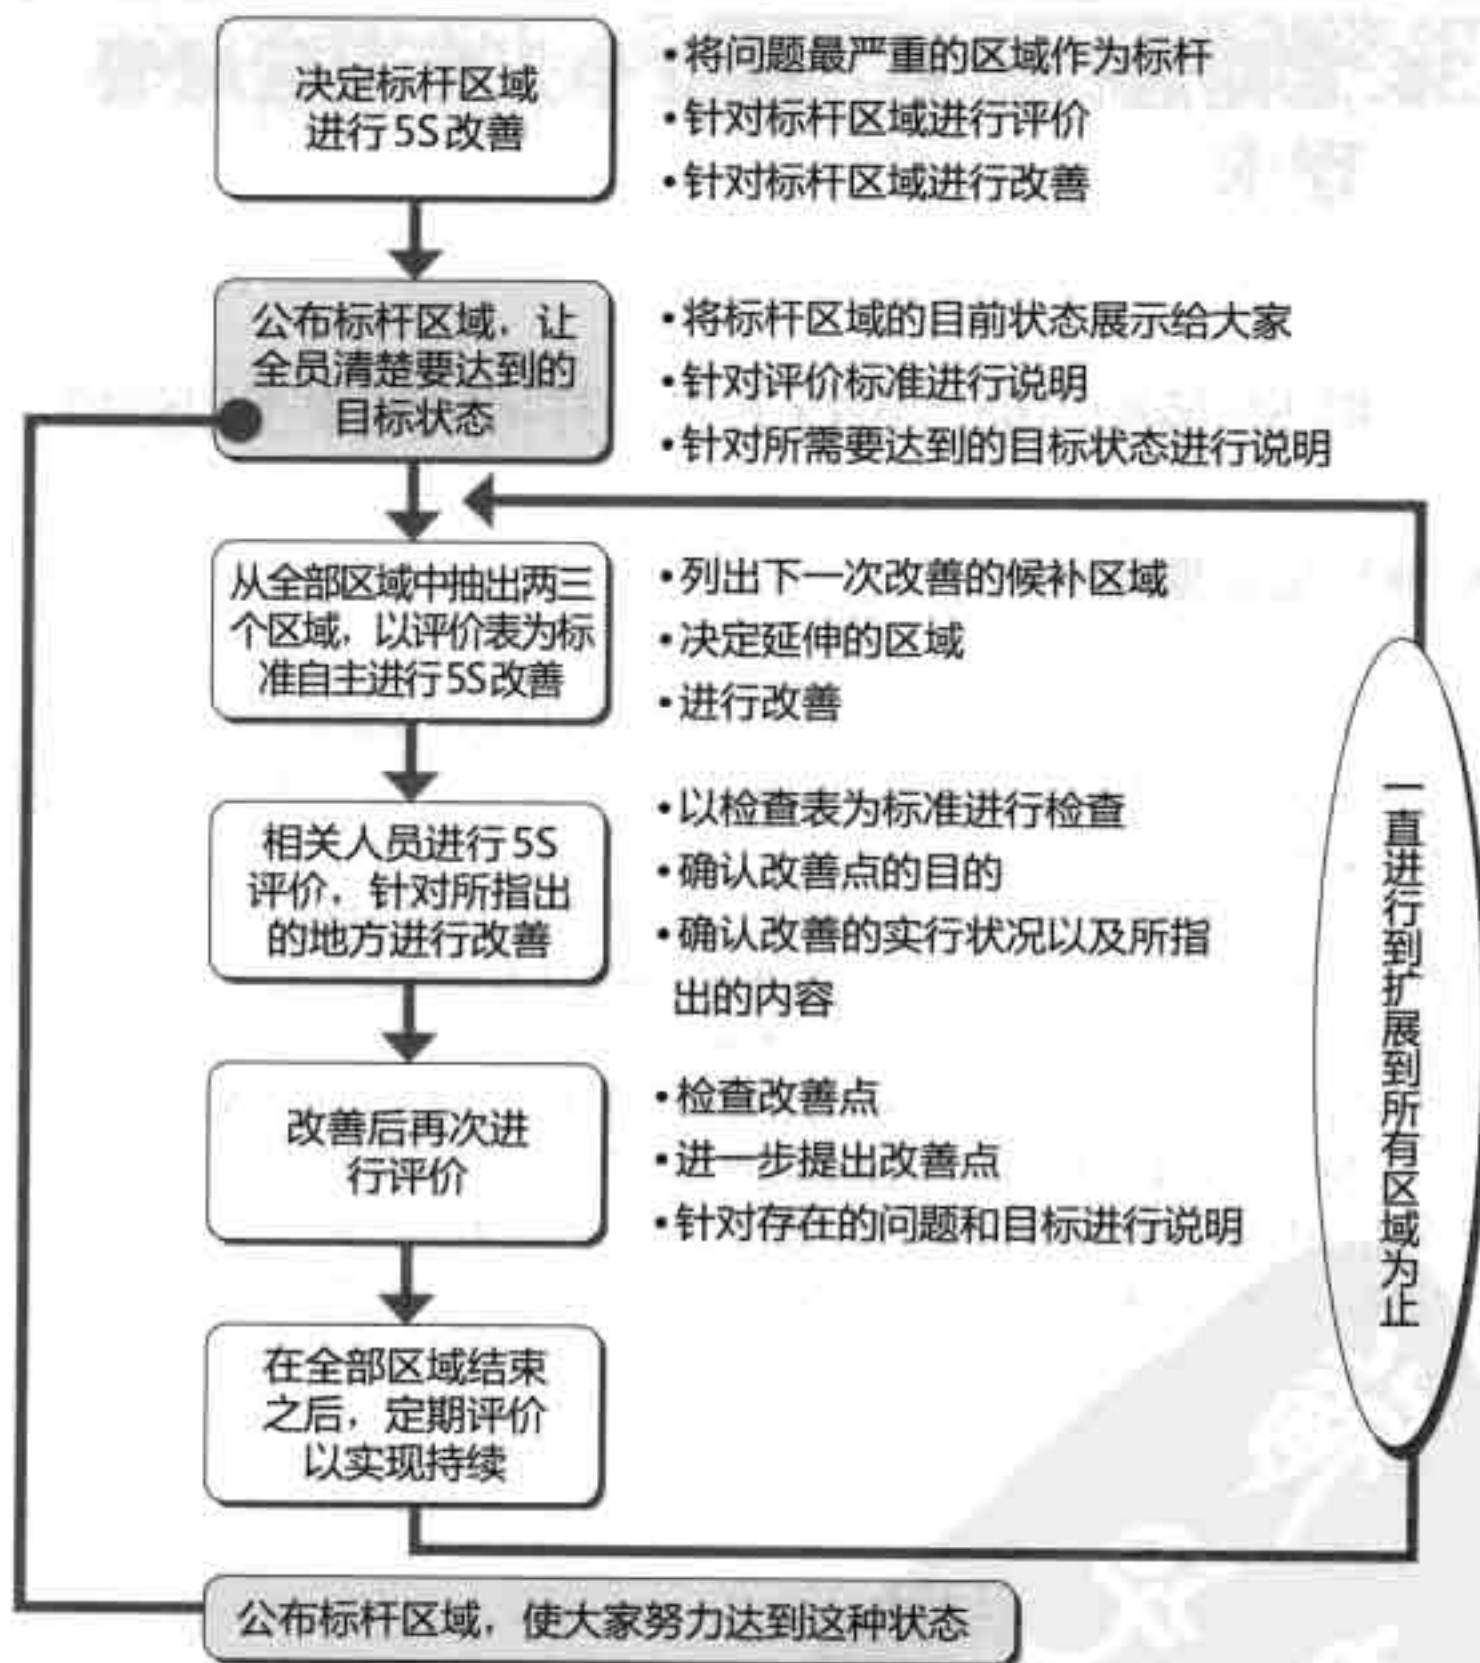 决定标杆区域
进行5S改善
•将问题最严重的区域作为标杆
•针对标杆区域进行评价
•针对标杆区域进行改善
公布标杆区域，让
全员清楚要达到的
目标状态
•将标杆区域的目前状态展示给大家
•针对评价标准进行说明
•针对所需要达到的目标状态进行说明
从全部区域中抽出两三
个区域，以评价表为标
准自主进行5S改善
•列出下一次改善的候补区域
•决定延伸的区域
•进行改善
相关人员进行5S
评价，针对所指出
的地方进行改善
•以检查表为标准进行检查
•确认改善点的目的
•确认改善的实行状况以及所指
出的内容
改善后再次进
行评价
•检查改善点
•进一步提出改善点
•针对存在的问题和目标进行说明
在全部区域结束
之后，定期评价
以实现持续
一直进行到扩展到所有区域为止
公布标杆区域，使大家努力达到这种状态